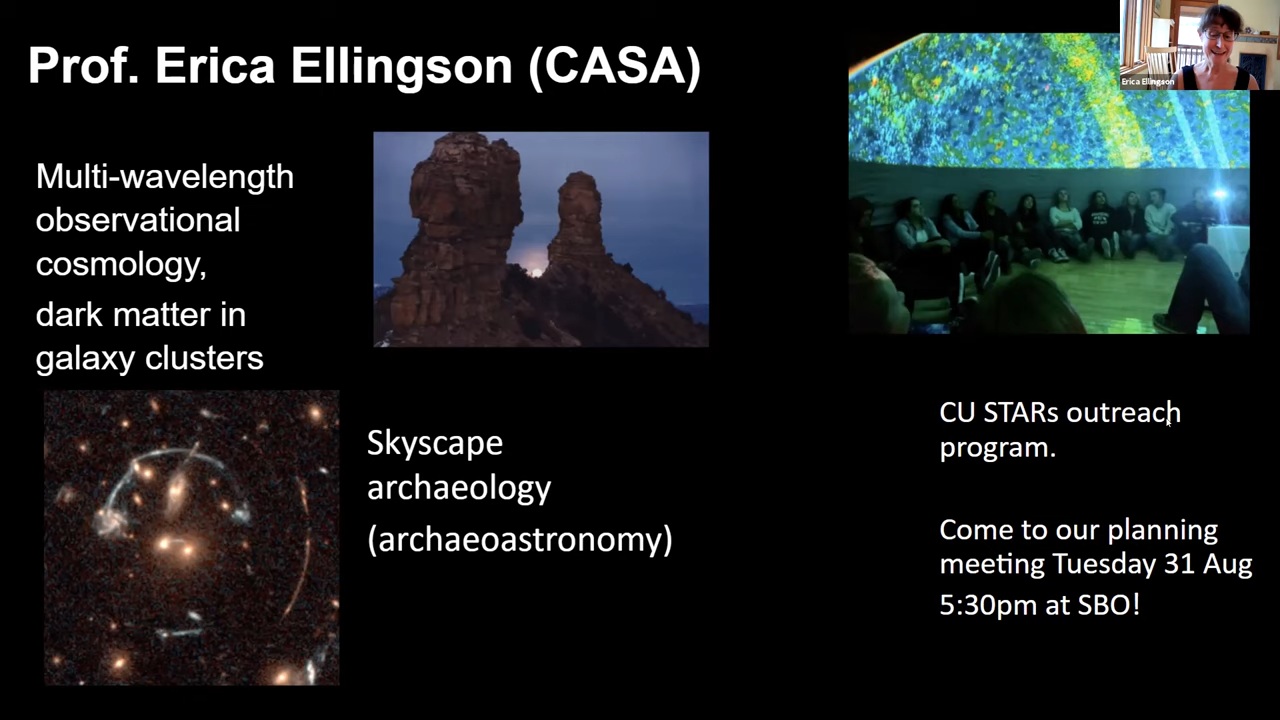 Prof. Erica Ellingson (CASA)
Erica Ellingson
Multi-wavelength
observational
cosmology,
dark matter in
galaxy clusters
Skyscape
archaeology
(archaeoastronomy)
CU STARs outreach
program.
Come to our planning
meeting Tuesday 31 Aug
5:30pm at SBO!